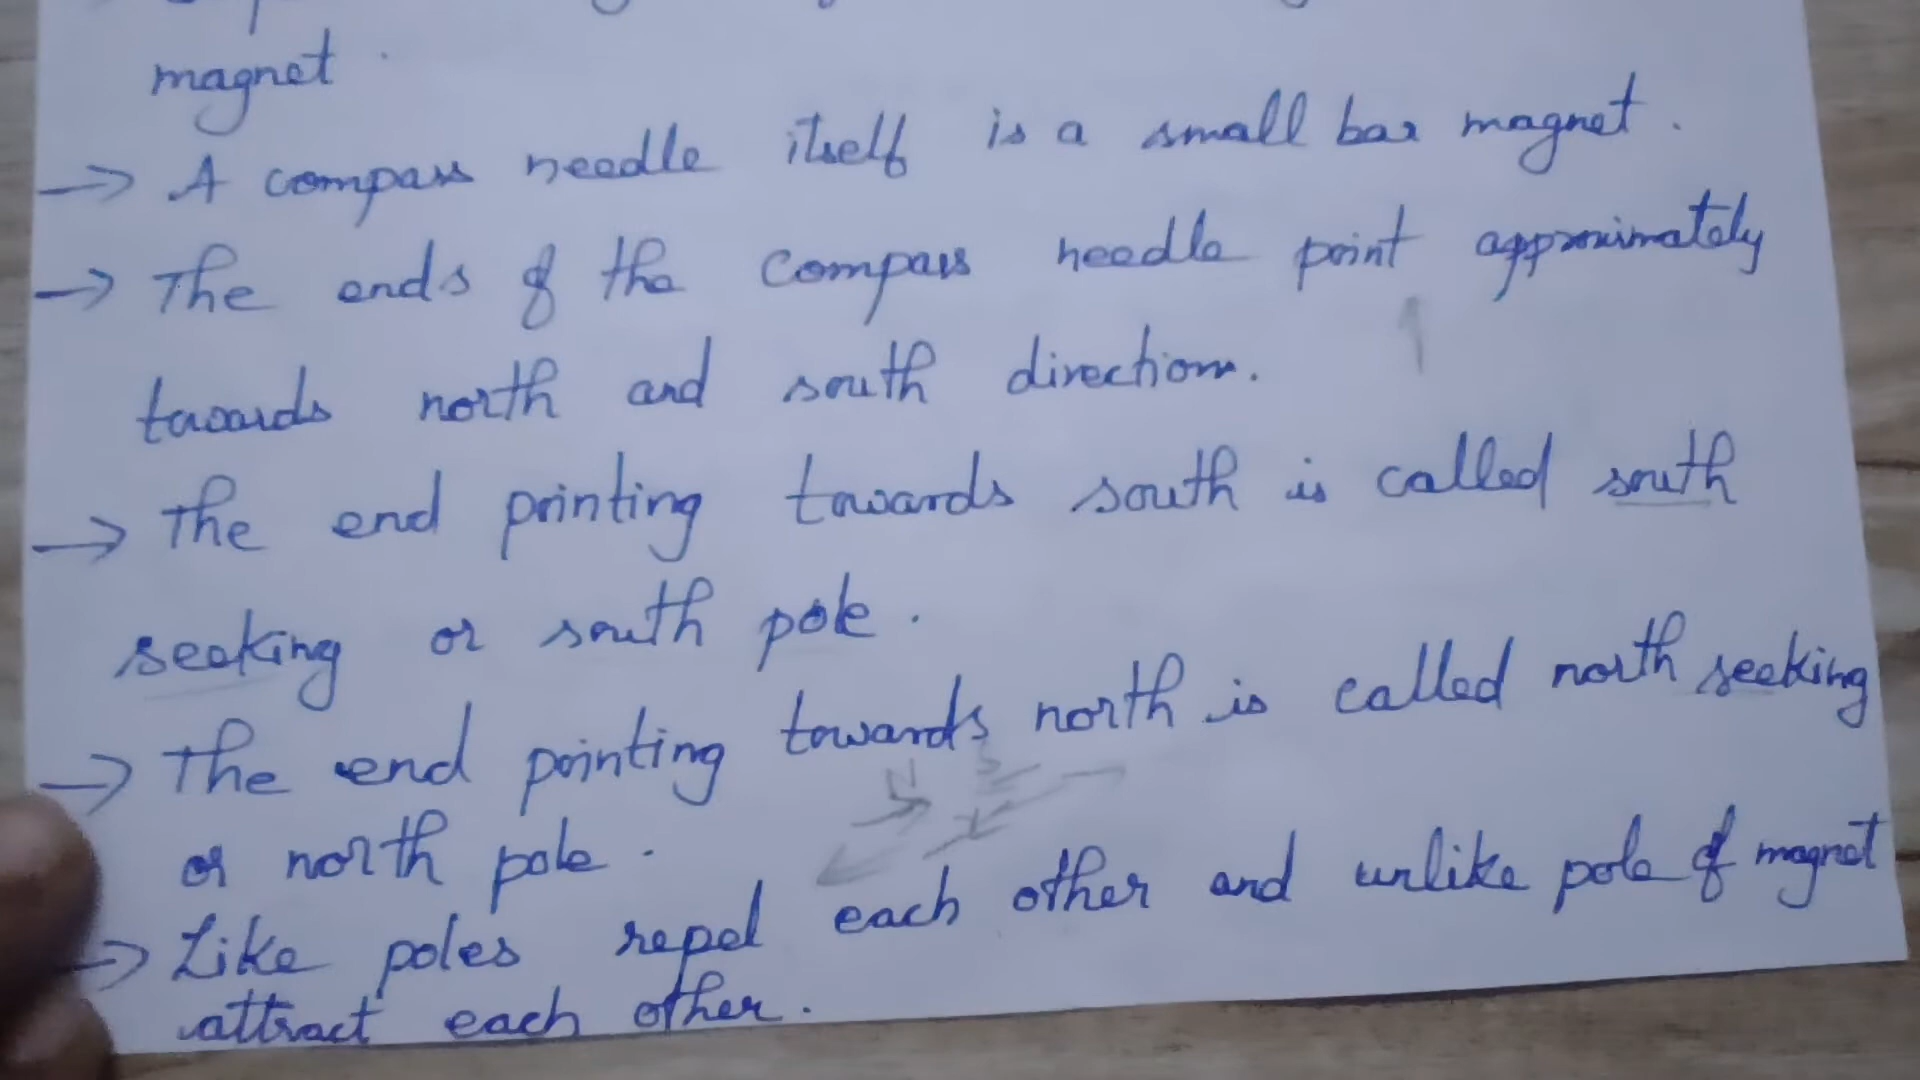 magnet.
→ A compass needle itself is a small bar magnet.
→ The ends of the compass needle point approximately
towards north and south direction.
→ The end pointing towards south is called south
seeking or south pole.
→ The end pointing towards north is called north seeking
or north pole.
→ Like poles repel each other and unlike pole of magnet
attract each other.